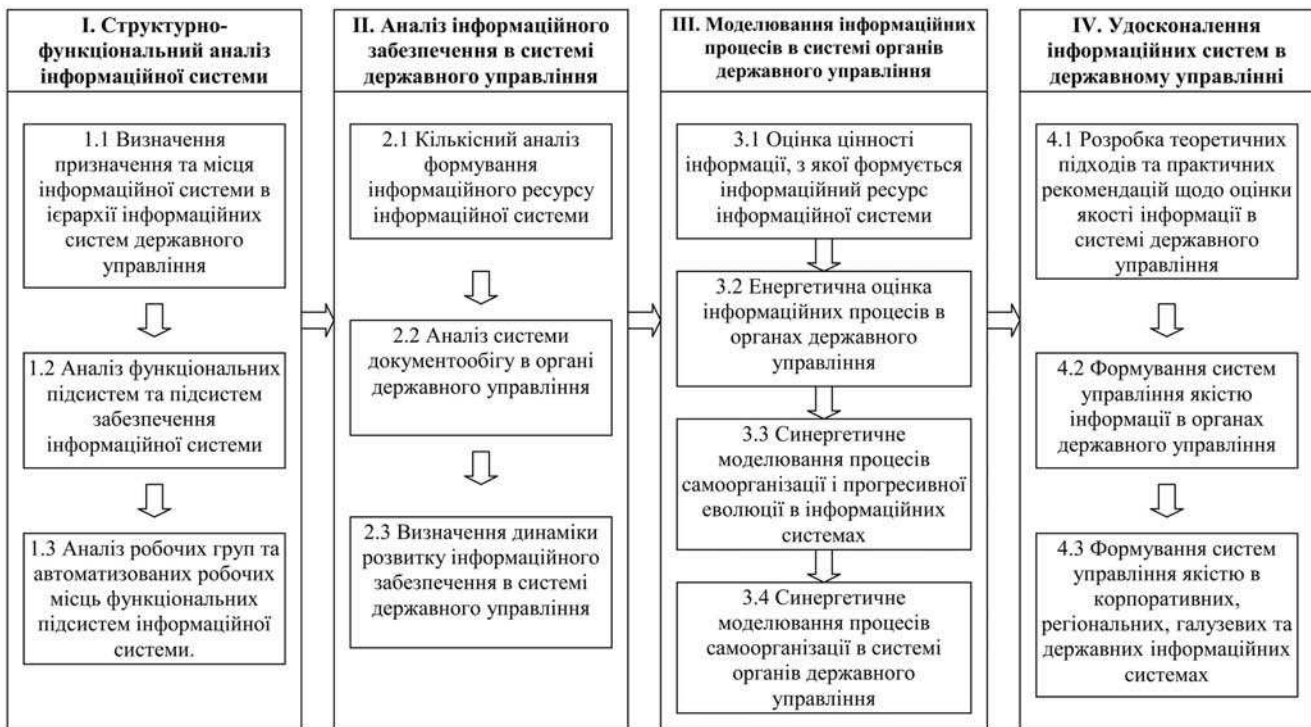 І. Структурно-
функціональний аналіз
інформаційної системи
1.1 Визначення
призначення та місця
інформаційної системи в
ієрархії інформаційних
систем державного
управління
1.2 Аналіз функціональних
підсистем та підсистем
забезпечення
інформаційної системи
1.3 Аналіз робочих груп та
автоматизованих робочих
місць функціональних
підсистем інформаційної
системи.
ІІ. Аналіз інформаційного
забезпечення в системі
державного управління
2.1 Кількісний аналіз
формування
інформаційного ресурсу
інформаційної системи
2.2 Аналіз системи
документообігу в органі
державного управління
2.3 Визначення динаміки
розвитку інформаційного
забезпечення в системі
державного управління
ІІІ. Моделювання інформаційних
процесів в системі органів
державного управління
3.1 Оцінка цінності
інформації, з якої формується
інформаційний ресурс
інформаційної системи
3.2 Енергетична оцінка
інформаційних процесів в
органах державного
управління
3.3 Синергетичне
моделювання процесів
самоорганізації і прогресивної
еволюції в інформаційних
системах
3.4 Синергетичне
моделювання процесів
самоорганізації в системі
органів державного
управління
IV. Удосконалення
інформаційних систем в
державному управлінні
4.1 Розробка теоретичних
підходів та практичних
рекомендацій щодо оцінки
якості інформації в
системі державного
управління
4.2 Формування систем
управління якістю
інформації в органах
державного управління
4.3 Формування систем
управління якістю в
корпоративних,
регіональних, галузевих та
державних інформаційних
системах